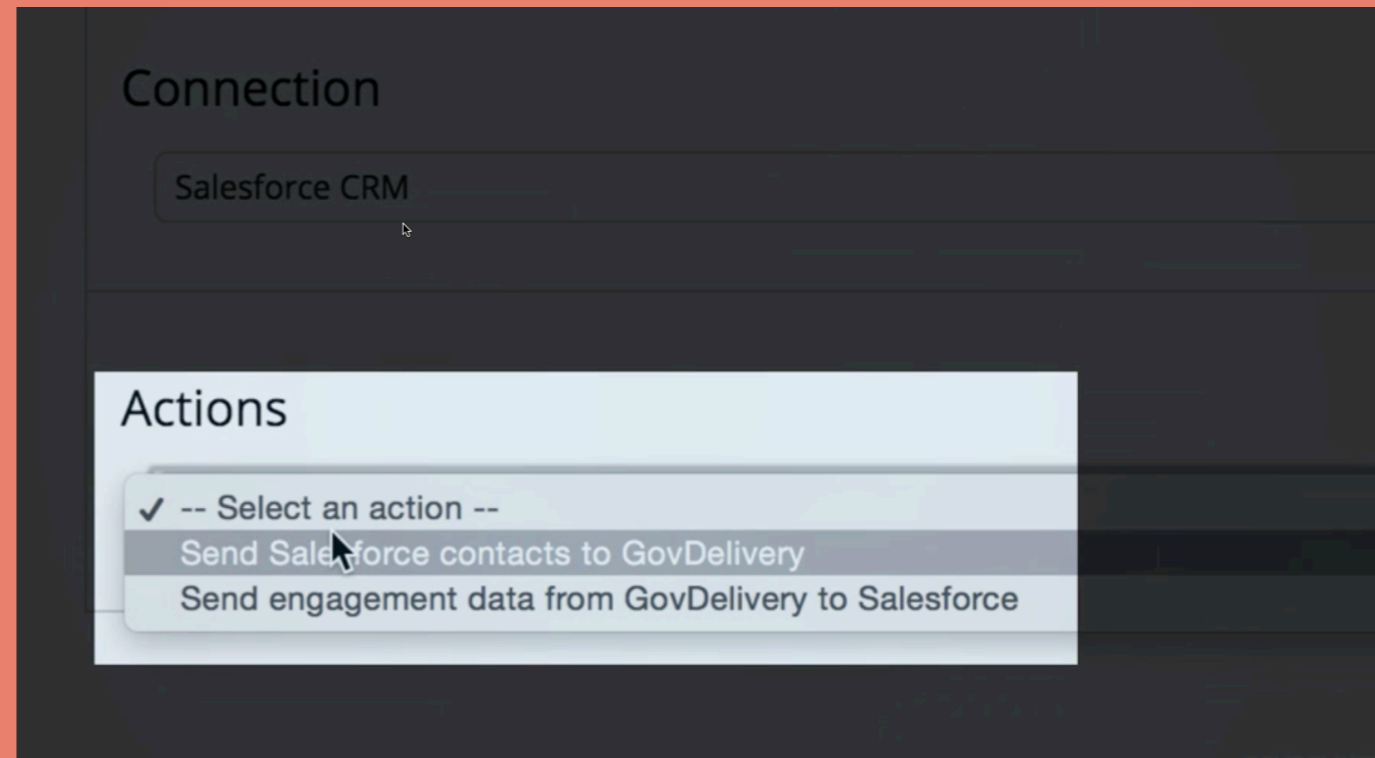 Connection
Salesforce CRM
Actions
✓ -- Select an action --
Send Salesforce contacts to GovDelivery
Send engagement data from GovDelivery to Salesforce